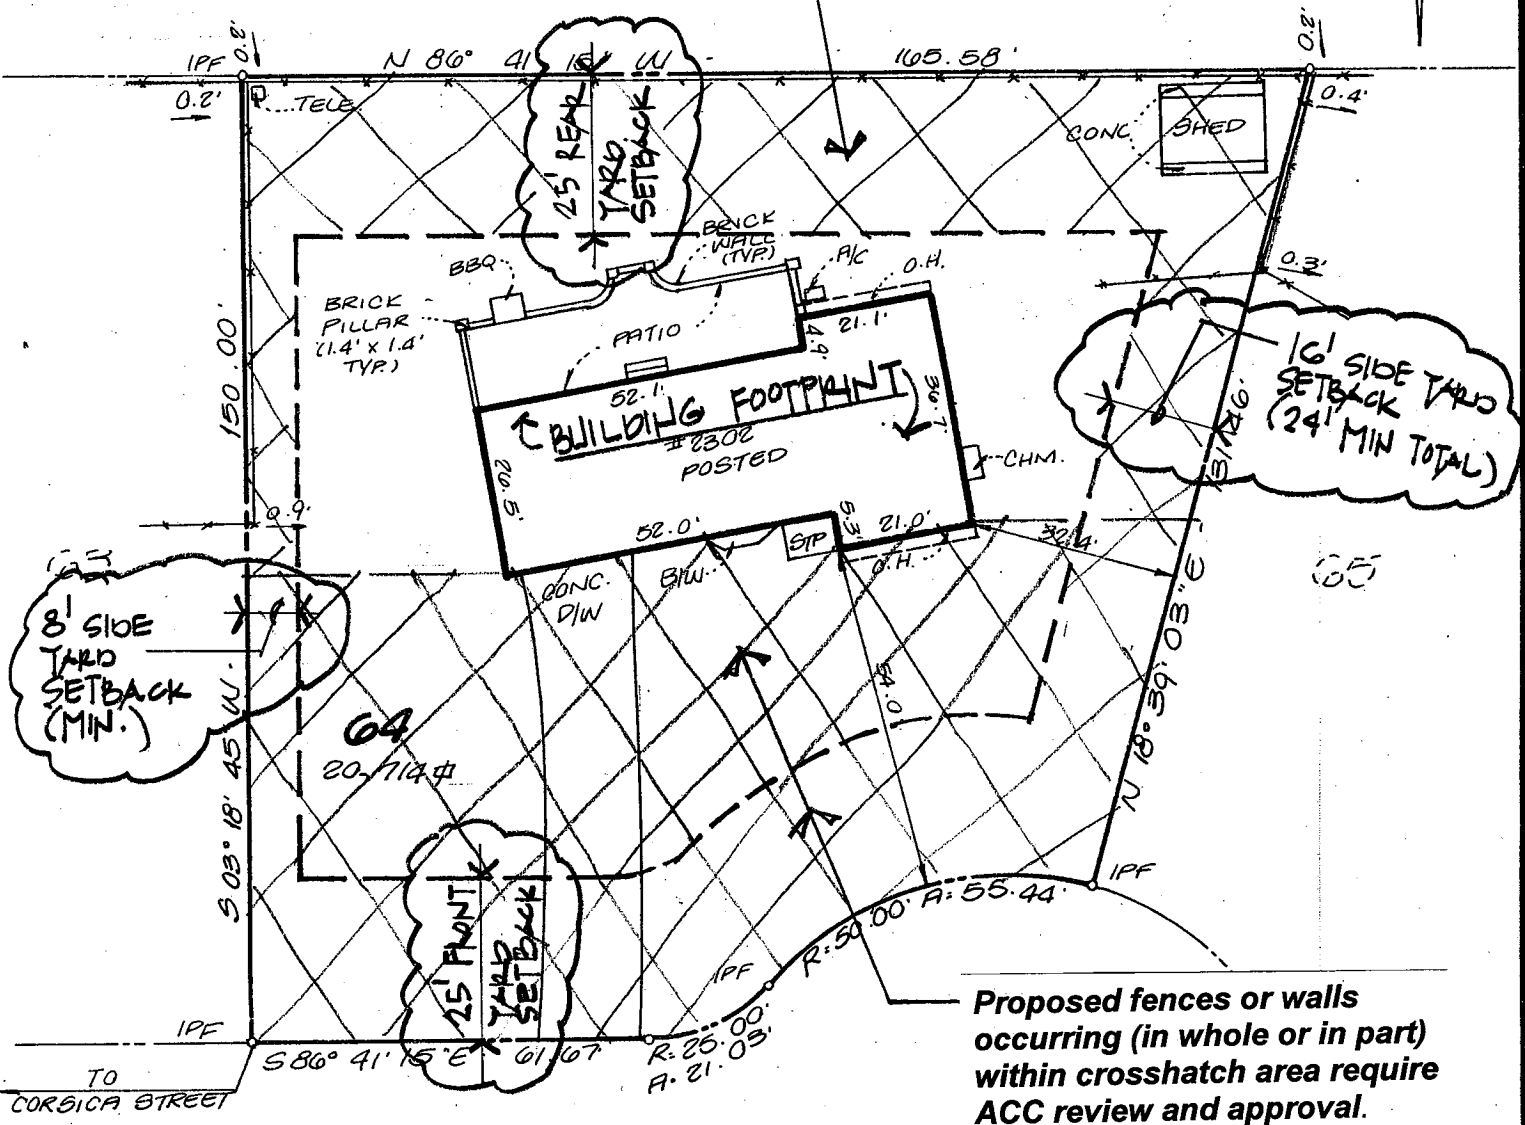 0.2'
0.2'
IPF
N 86° 41' 15" W
165.58'
0.2'
TELE.
0.4'
25' REAR
YARD
SETBACK
CONC.
SHED
BRICK
WALL
(TYP.)
A/C
O.H.
0.3'
BBQ
BRICK
PILLAR
(1.4' x 1.4'
TYP.)
PATIO
21.1'
4.9'
150.00'
52.1'
BUILDING FOOTPRINT
36.7'
#2302
POSTED
16' SIDE YARD
SETBACK
(24' MIN TOTAL)
131.46'
CHM.
20.5'
0.9'
52.0'
STP
5.3'
21.0'
O.H.
32.4'
65
CONC.
D/W
B/W
8' SIDE
YARD
SETBACK
(MIN.)
54.0'
N 18° 39' 03" E
64
20,714
S 03° 18' 45" W
25' FRONT
YARD
SETBACK
IPF
R=50.00' A=55.44'
IPF
IPF
S 86° 41' 15" E 61.67'
R=25.00'
A=21.03'
TO
CORSICA STREET
Proposed fences or walls
occurring (in whole or in part)
within crosshatch area require
ACC review and approval.